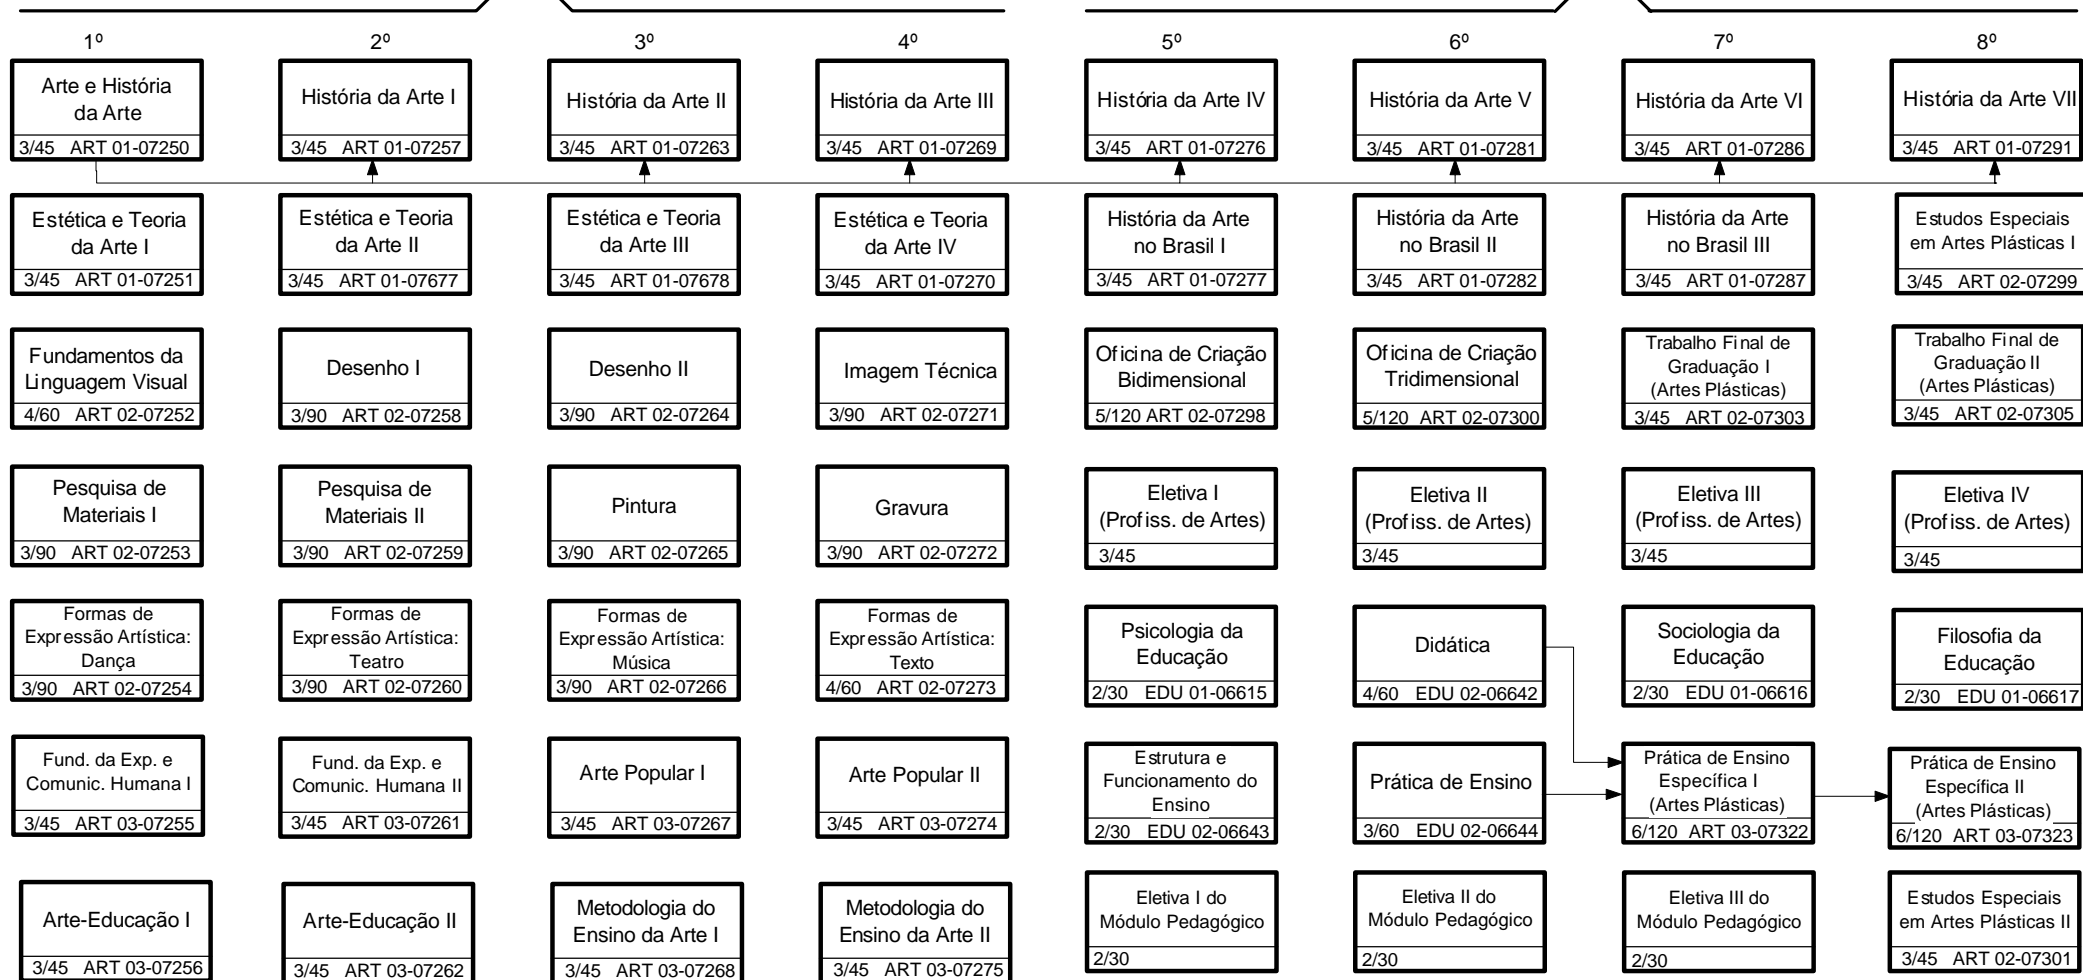 1º 2º 3º 4º 5º 6º 7º 8º
Arte e História
da Arte
3/45 ART 01-07250
História da Arte I
3/45 ART 01-07257
História da Arte II
3/45 ART 01-07263
História da Arte III
3/45 ART 01-07269
História da Arte IV
3/45 ART 01-07276
História da Arte V
3/45 ART 01-07281
História da Arte VI
3/45 ART 01-07286
História da Arte VII
3/45 ART 01-07291
Estética e Teoria
da Arte I
3/45 ART 01-07251
Estética e Teoria
da Arte II
3/45 ART 01-07677
Estética e Teoria
da Arte III
3/45 ART 01-07678
Estética e Teoria
da Arte IV
3/45 ART 01-07270
História da Arte
no Brasil I
3/45 ART 01-07277
História da Arte
no Brasil II
3/45 ART 01-07282
História da Arte
no Brasil III
3/45 ART 01-07287
Estudos Especiais
em Artes Plásticas I
3/45 ART 02-07299
Fundamentos da
Linguagem Visual
4/60 ART 02-07252
Desenho I
3/90 ART 02-07258
Desenho II
3/90 ART 02-07264
Imagem Técnica
3/90 ART 02-07271
Oficina de Criação
Bidimensional
5/120 ART 02-07298
Oficina de Criação
Tridimensional
5/120 ART 02-07300
Trabalho Final de
Graduação I
(Artes Plásticas)
3/45 ART 02-07303
Trabalho Final de
Graduação II
(Artes Plásticas)
3/45 ART 02-07305
Pesquisa de
Materiais I
3/90 ART 02-07253
Pesquisa de
Materiais II
3/90 ART 02-07259
Pintura
3/90 ART 02-07265
Gravura
3/90 ART 02-07272
Eletiva I
(Profiss. de Artes)
3/45
Eletiva II
(Profiss. de Artes)
3/45
Eletiva III
(Profiss. de Artes)
3/45
Eletiva IV
(Profiss. de Artes)
3/45
Formas de
Expressão Artística:
Dança
3/90 ART 02-07254
Formas de
Expressão Artística:
Teatro
3/90 ART 02-07260
Formas de
Expressão Artística:
Música
3/90 ART 02-07266
Formas de
Expressão Artística:
Texto
4/60 ART 02-07273
Psicologia da
Educação
2/30 EDU 01-06615
Didática
4/60 EDU 02-06642
Sociologia da
Educação
2/30 EDU 01-06616
Filosofia da
Educação
2/30 EDU 01-06617
Fund. da Exp. e
Comunic. Humana I
3/45 ART 03-07255
Fund. da Exp. e
Comunic. Humana II
3/45 ART 03-07261
Arte Popular I
3/45 ART 03-07267
Arte Popular II
3/45 ART 03-07274
Estrutura e
Funcionamento do
Ensino
2/30 EDU 02-06643
Prática de Ensino
3/60 EDU 02-06644
Prática de Ensino
Específica I
(Artes Plásticas)
6/120 ART 03-07322
Prática de Ensino
Específica II
(Artes Plásticas)
6/120 ART 03-07323
Arte-Educação I
3/45 ART 03-07256
Arte-Educação II
3/45 ART 03-07262
Metodologia do
Ensino da Arte I
3/45 ART 03-07268
Metodologia do
Ensino da Arte II
3/45 ART 03-07275
Eletiva I do
Módulo Pedagógico
2/30
Eletiva II do
Módulo Pedagógico
2/30
Eletiva III do
Módulo Pedagógico
2/30
Estudos Especiais
em Artes Plásticas II
3/45 ART 02-07301